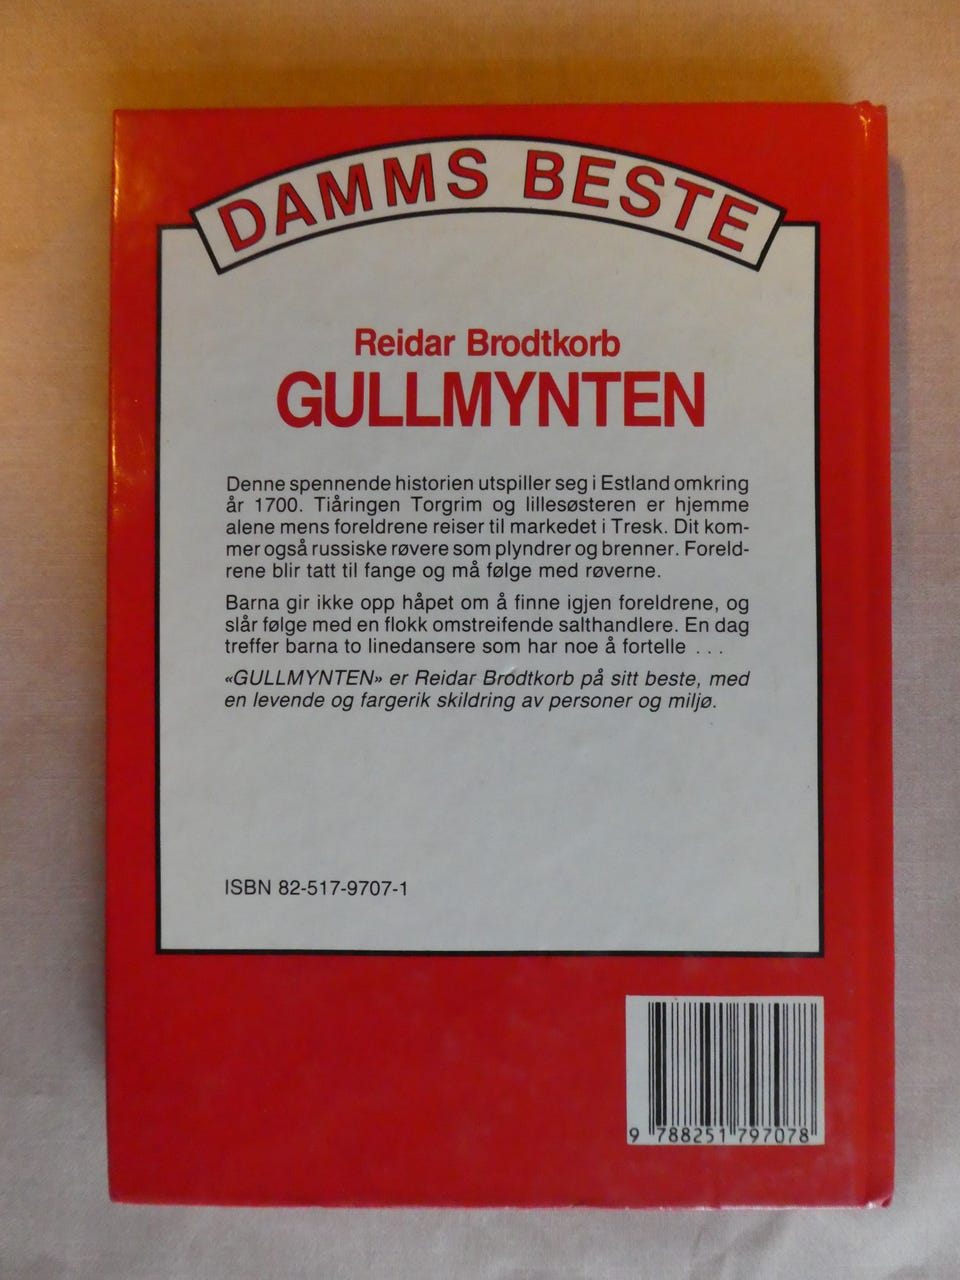 DAMMS BESTE
Reidar Brodtkorb
GULLMYNTEN
Denne spennende historien utspiller seg i Estland omkring
år 1700. Tiåringen Torgrim og lillesøsteren er hjemme
alene mens foreldrene reiser til markedet i Tresk. Dit kom-
mer også russiske røvere som plyndrer og brenner. Foreld-
rene blir tatt til fange og må følge med røverne.
Barna gir ikke opp håpet om å finne igjen foreldrene, og
slår følge med en flokk omstreifende salthandlere. En dag
treffer barna to linedansere som har noe å fortelle . . .
«GULLMYNTEN» er Reidar Brodtkorb på sitt beste, med
en levende og fargerik skildring av personer og miljø.
ISBN 82-517-9707-1
9 788251 797078